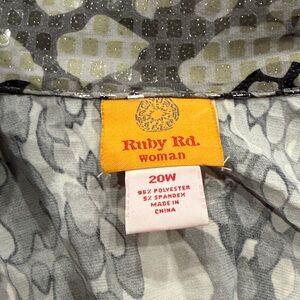 Ruby Rd.
woman
20W
95% POLYESTER
5% SPANDEX
MADE IN
CHINA